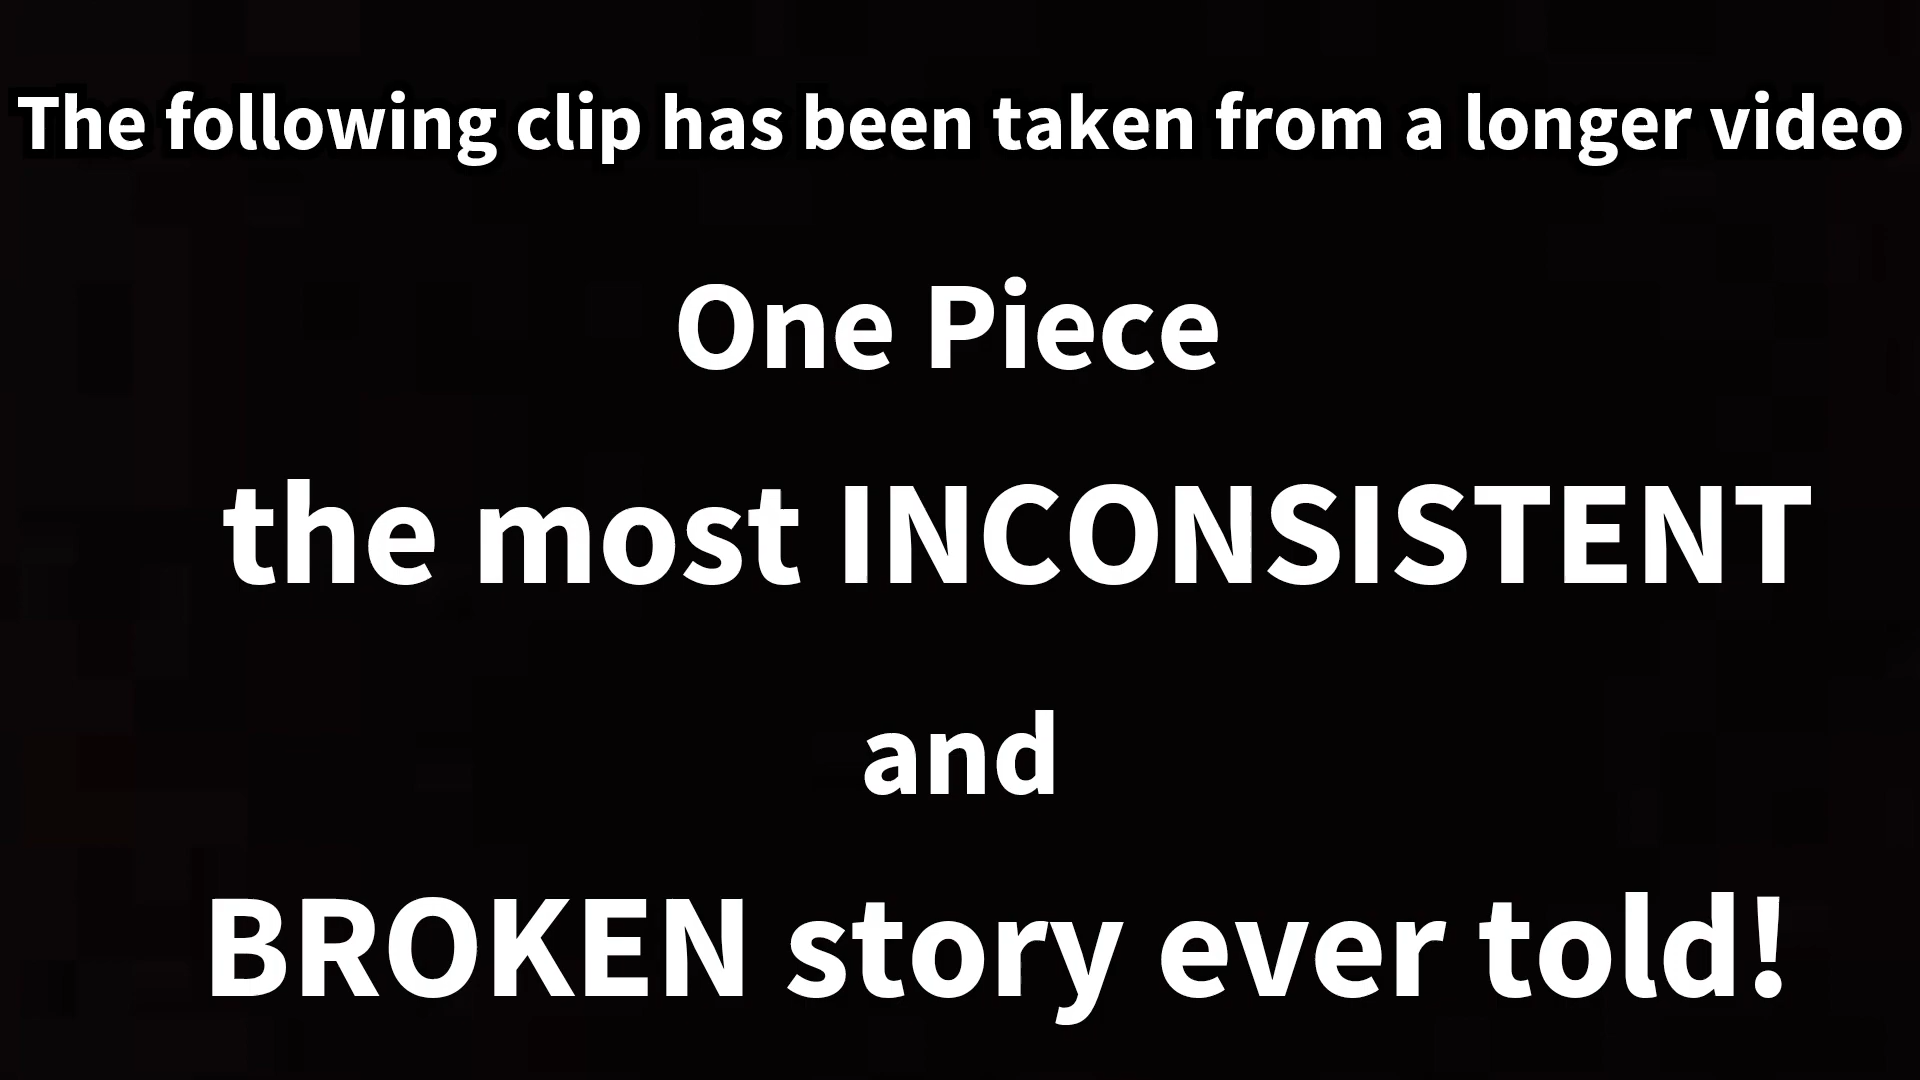 The following clip has been taken from a longer video
One Piece
the most INCONSISTENT
and
BROKEN story ever told!